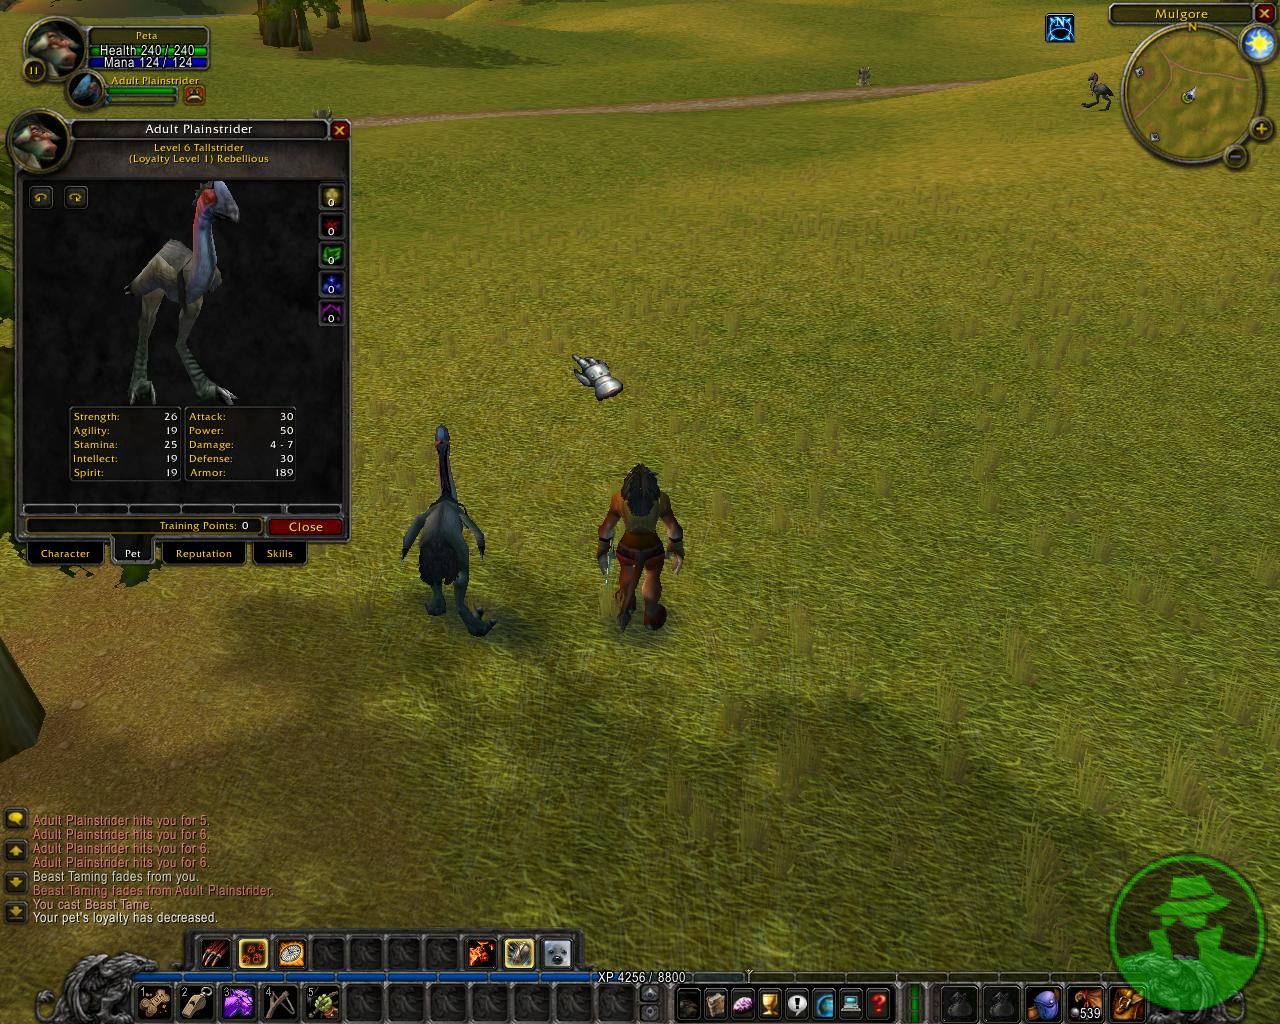 Peta
Health 240 / 240
Mana 124 / 124
11
Adult Plainstrider
Mulgore
N
N
Adult Plainstrider
Level 6 Tallstrider
(Loyalty Level 1) Rebellious
0
0
0
0
0
Strength: 26
Agility: 19
Stamina: 25
Intellect: 19
Spirit: 19
Attack: 30
Power: 50
Damage: 4 - 7
Defense: 30
Armor: 189
Training Points: 0
Close
Character
Pet
Reputation
Skills
Adult Plainstrider hits you for 5.
Adult Plainstrider hits you for 6.
Adult Plainstrider hits you for 6.
Adult Plainstrider hits you for 6.
Beast Taming fades from you.
Beast Taming fades from Adult Plainstrider.
You cast Beast Tame.
Your pet's loyalty has decreased.
XP 4256 / 8800
1
2
3
4
5
539